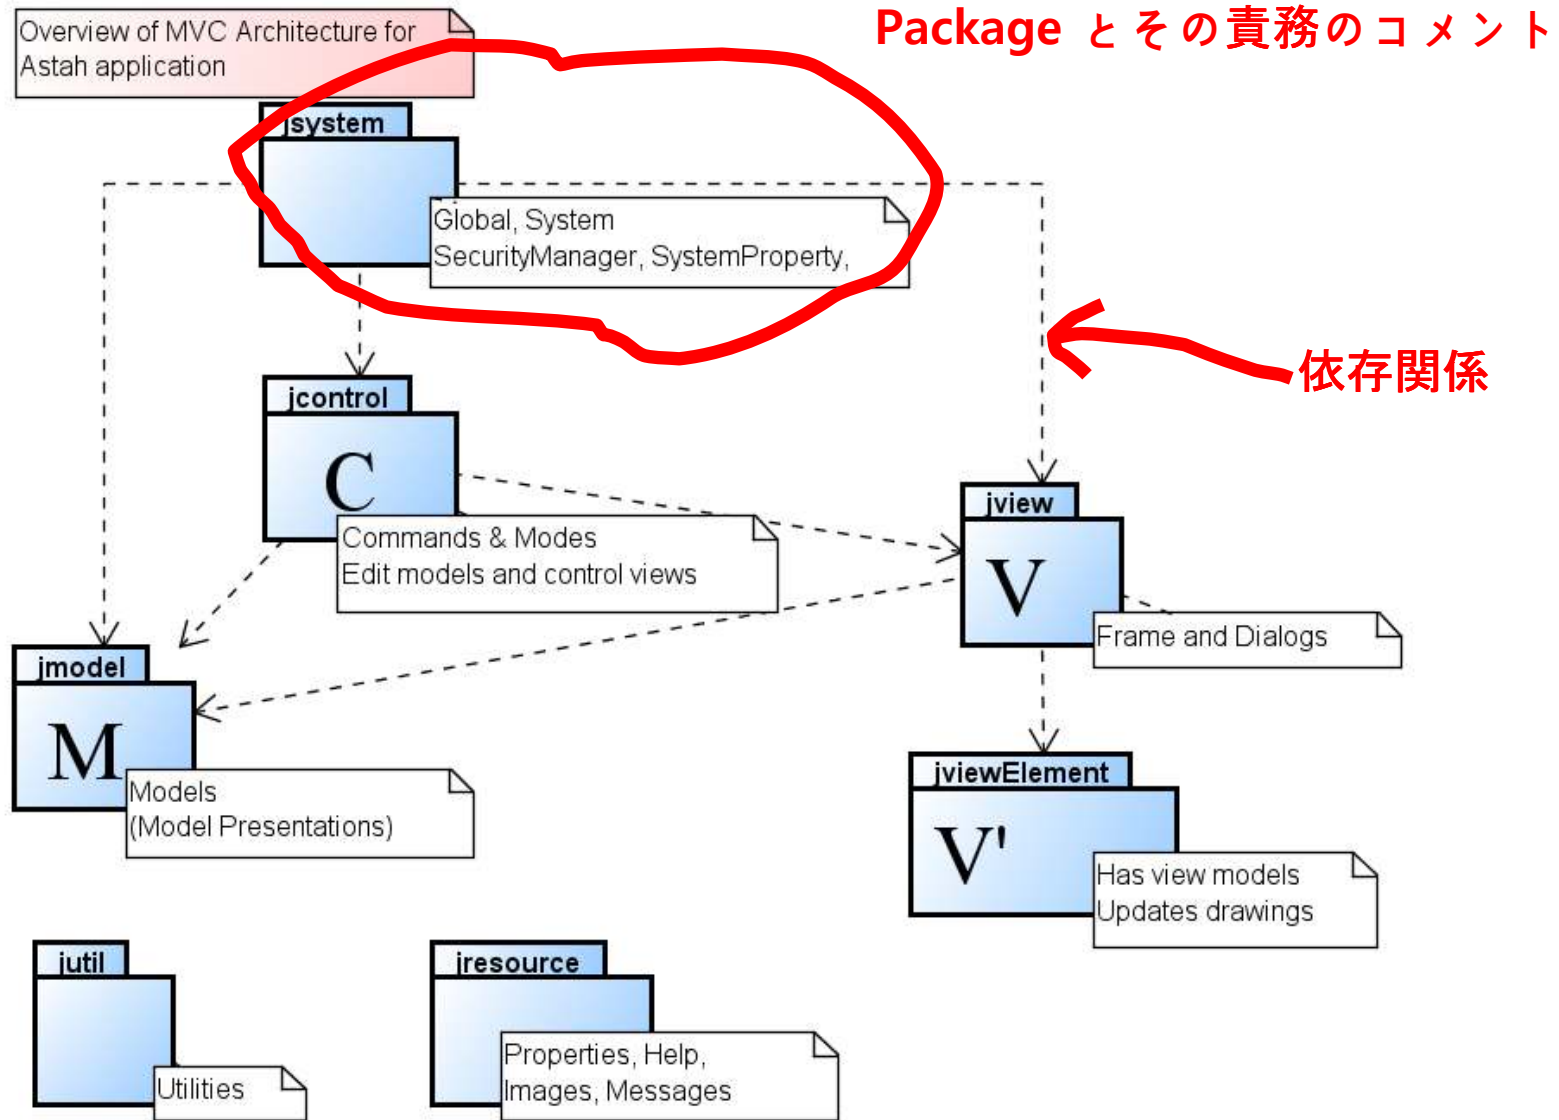 Overview of MVC Architecture for
Astah application
Package とその責務のコメント
jsystem
Global, System
SecurityManager, SystemProperty,
依存関係
jcontrol
C
Commands & Modes
Edit models and control views
jview
V
Frame and Dialogs
jmodel
M
Models
(Model Presentations)
jviewElement
V'
Has view models
Updates drawings
jutil
Utilities
jresource
Properties, Help,
Images, Messages